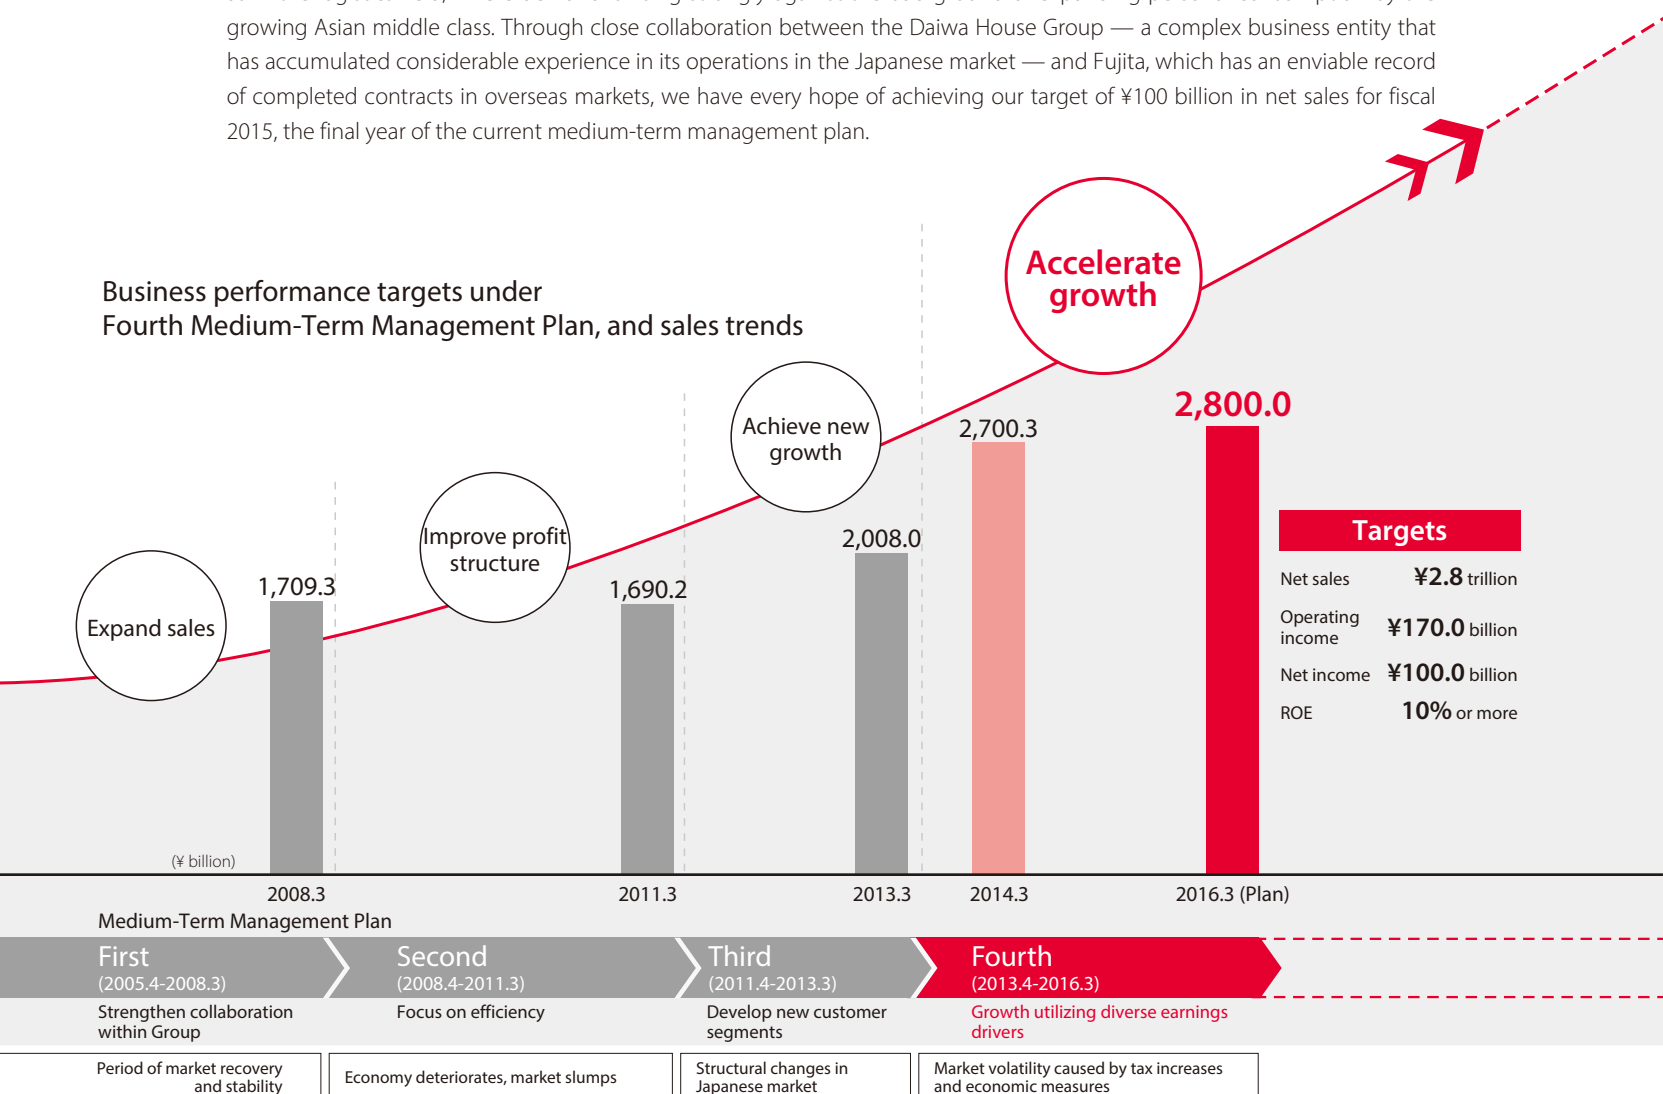 growing Asian middle class. Through close collaboration between the Daiwa House Group — a complex business entity that
has accumulated considerable experience in its operations in the Japanese market — and Fujita, which has an enviable record
of completed contracts in overseas markets, we have every hope of achieving our target of ¥100 billion in net sales for fiscal
2015, the final year of the current medium-term management plan.
Business performance targets under
Fourth Medium-Term Management Plan, and sales trends
Expand sales
Improve profit
structure
Achieve new
growth
Accelerate
growth
1,709.3
1,690.2
2,008.0
2,700.3
2,800.0
Targets
Net sales ¥2.8 trillion
Operating
income ¥170.0 billion
Net income ¥100.0 billion
ROE 10% or more
(¥ billion)
2008.3
2011.3
2013.3
2014.3
2016.3 (Plan)
Medium-Term Management Plan
First
(2005.4-2008.3)
Strengthen collaboration
within Group
Period of market recovery
and stability
Second
(2008.4-2011.3)
Focus on efficiency
Economy deteriorates, market slumps
Third
(2011.4-2013.3)
Develop new customer
segments
Structural changes in
Japanese market
Fourth
(2013.4-2016.3)
Growth utilizing diverse earnings
drivers
Market volatility caused by tax increases
and economic measures